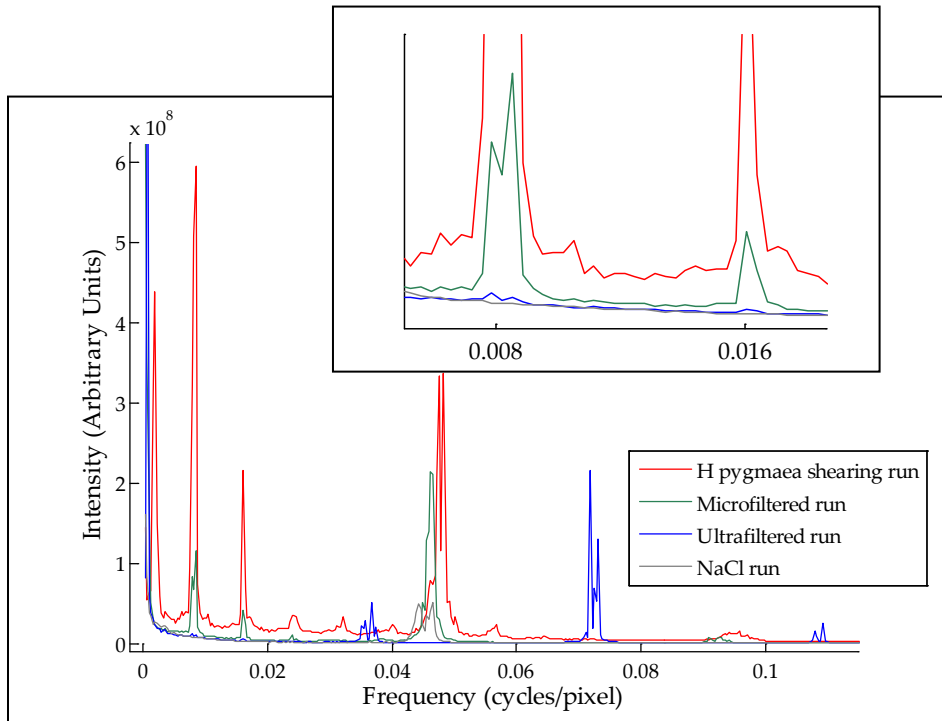 0.008
0.016
x 10^8
6
5
4
3
2
1
0
Intensity (Arbitrary Units)
H pygmaea shearing run
Microfiltered run
Ultrafiltered run
NaCl run
0
0.02
0.04
0.06
0.08
0.1
Frequency (cycles/pixel)